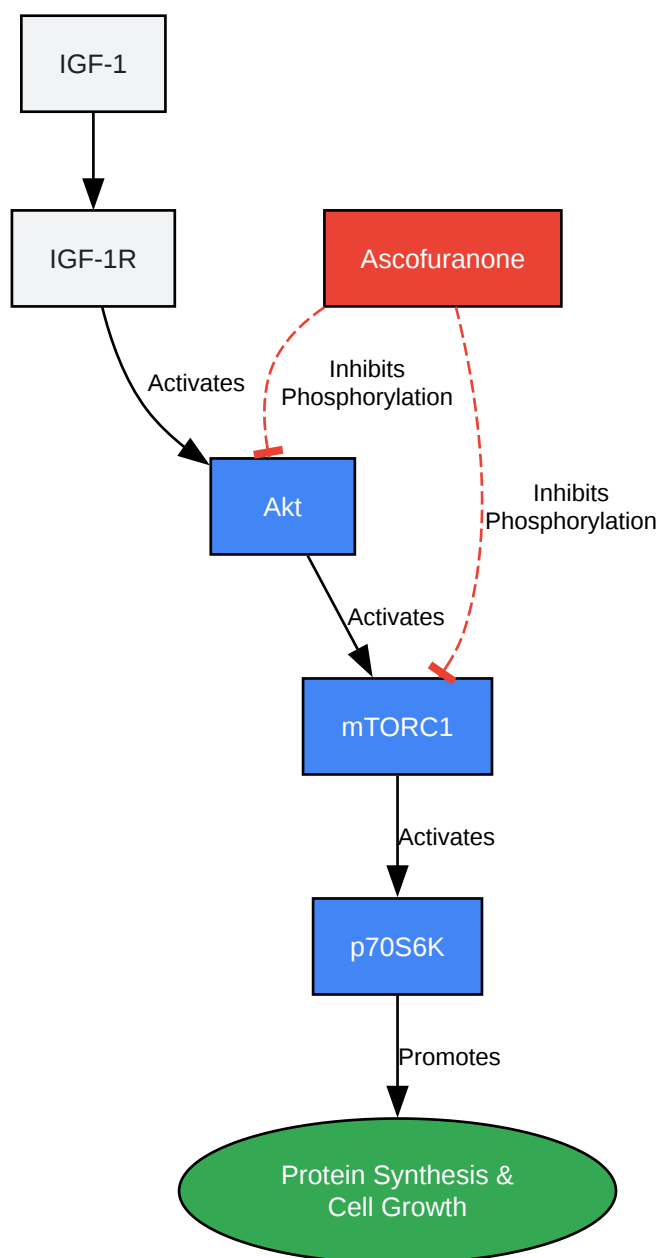 IGF-1
IGF-1R
Ascofuranone
Activates
Inhibits
Phosphorylation
Akt
Inhibits
Phosphorylation
Activates
mTORC1
Activates
p70S6K
Promotes
Protein Synthesis &
Cell Growth